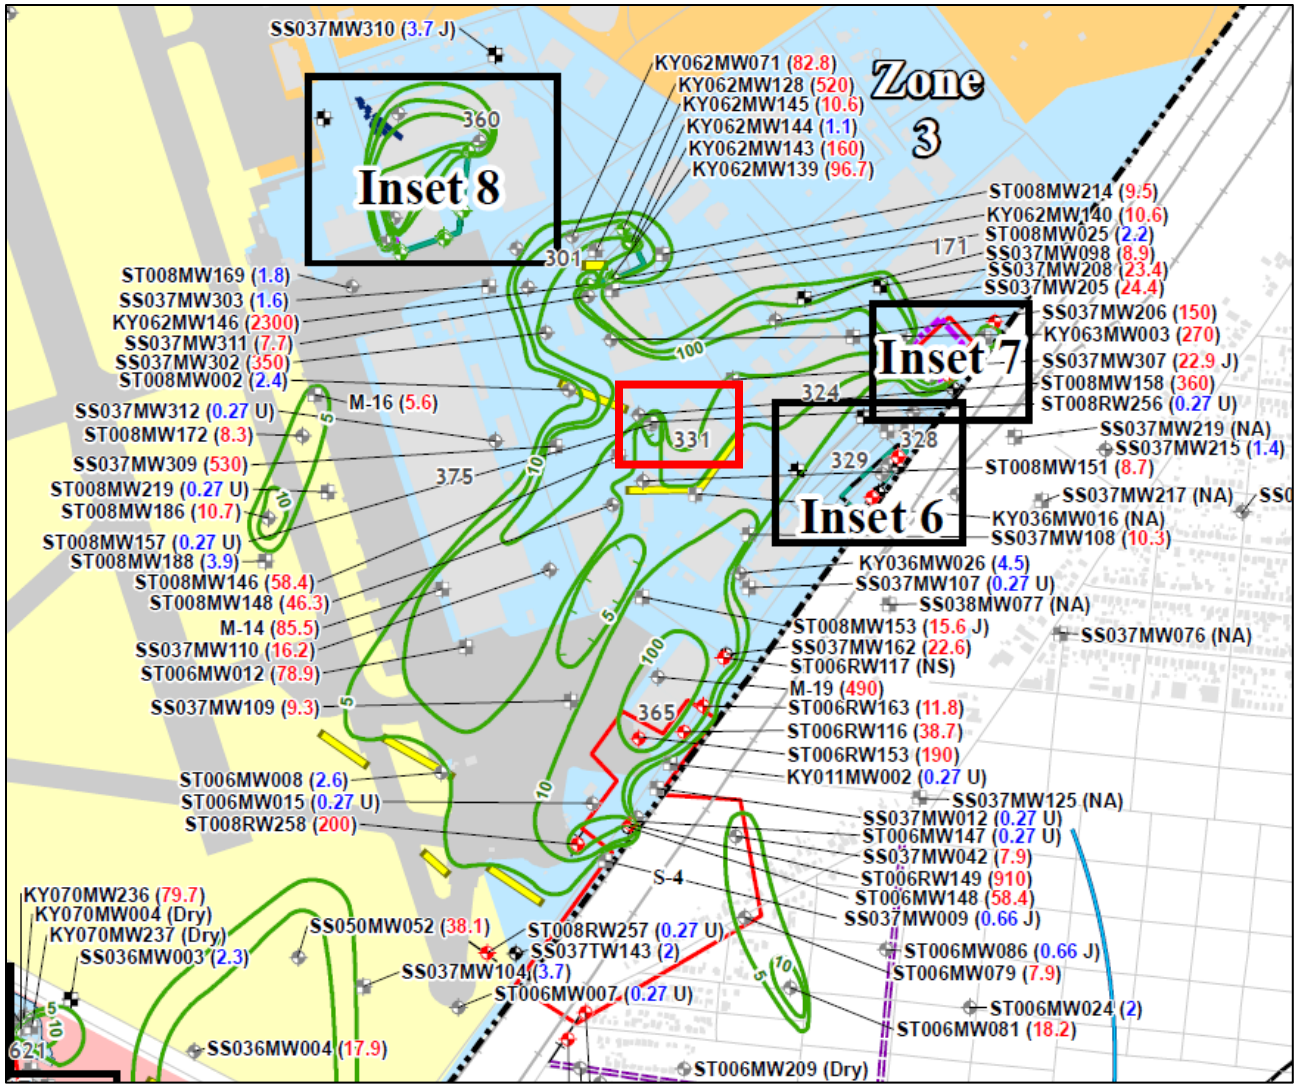 SS037MW310 (3.7 J)
KY062MW071 (82.8)
KY062MW128 (520)
KY062MW145 (10.6)
KY062MW144 (1.1)
KY062MW143 (160)
KY062MW139 (96.7)
Zone
3
360
Inset 8
301
171
ST008MW214 (9.5)
KY062MW140 (10.6)
ST008MW025 (2.2)
SS037MW098 (8.9)
SS037MW208 (23.4)
SS037MW205 (24.4)
SS037MW206 (150)
KY063MW003 (270)
SS037MW307 (22.9 J)
ST008MW158 (360)
ST008RW256 (0.27 U)
SS037MW219 (NA)
SS037MW215 (1.4)
ST008MW151 (8.7)
SS037MW217 (NA)
SS0
KY036MW016 (NA)
SS037MW108 (10.3)
ST008MW169 (1.8)
SS037MW303 (1.6)
KY062MW146 (2300)
SS037MW311 (7.7)
SS037MW302 (350)
ST008MW002 (2.4)
M-16 (5.6)
SS037MW312 (0.27 U)
ST008MW172 (8.3)
SS037MW309 (530)
ST008MW219 (0.27 U)
ST008MW186 (10.7)
ST008MW157 (0.27 U)
ST008MW188 (3.9)
ST008MW146 (58.4)
ST008MW148 (46.3)
M-14 (85.5)
SS037MW110 (16.2)
ST006MW012 (78.9)
SS037MW109 (9.3)
100
Inset 7
324
331
328
329
Inset 6
375
10
5
10
5
5
100
365
10
KY036MW026 (4.5)
SS037MW107 (0.27 U)
SS038MW077 (NA)
ST008MW153 (15.6 J)
SS037MW076 (NA)
SS037MW162 (22.6)
ST006RW117 (NS)
M-19 (490)
ST006RW163 (11.8)
ST006RW116 (38.7)
ST006RW153 (190)
KY011MW002 (0.27 U)
SS037MW125 (NA)
SS037MW012 (0.27 U)
ST006MW147 (0.27 U)
SS037MW042 (7.9)
ST006RW149 (910)
ST006MW148 (58.4)
SS037MW009 (0.66 J)
ST006MW086 (0.66 J)
ST006MW079 (7.9)
ST006MW024 (2)
ST006MW081 (18.2)
ST006MW209 (Dry)
ST006MW008 (2.6)
ST006MW015 (0.27 U)
ST008RW258 (200)
S-4
10
5
KY070MW236 (79.7)
KY070MW004 (Dry)
KY070MW237 (Dry)
SS036MW003 (2.3)
SS050MW052 (38.1)
ST008RW257 (0.27 U)
SS037TW143 (2)
SS037MW104 (3.7)
ST006MW007 (0.27 U)
SS036MW004 (17.9)
5
10
621